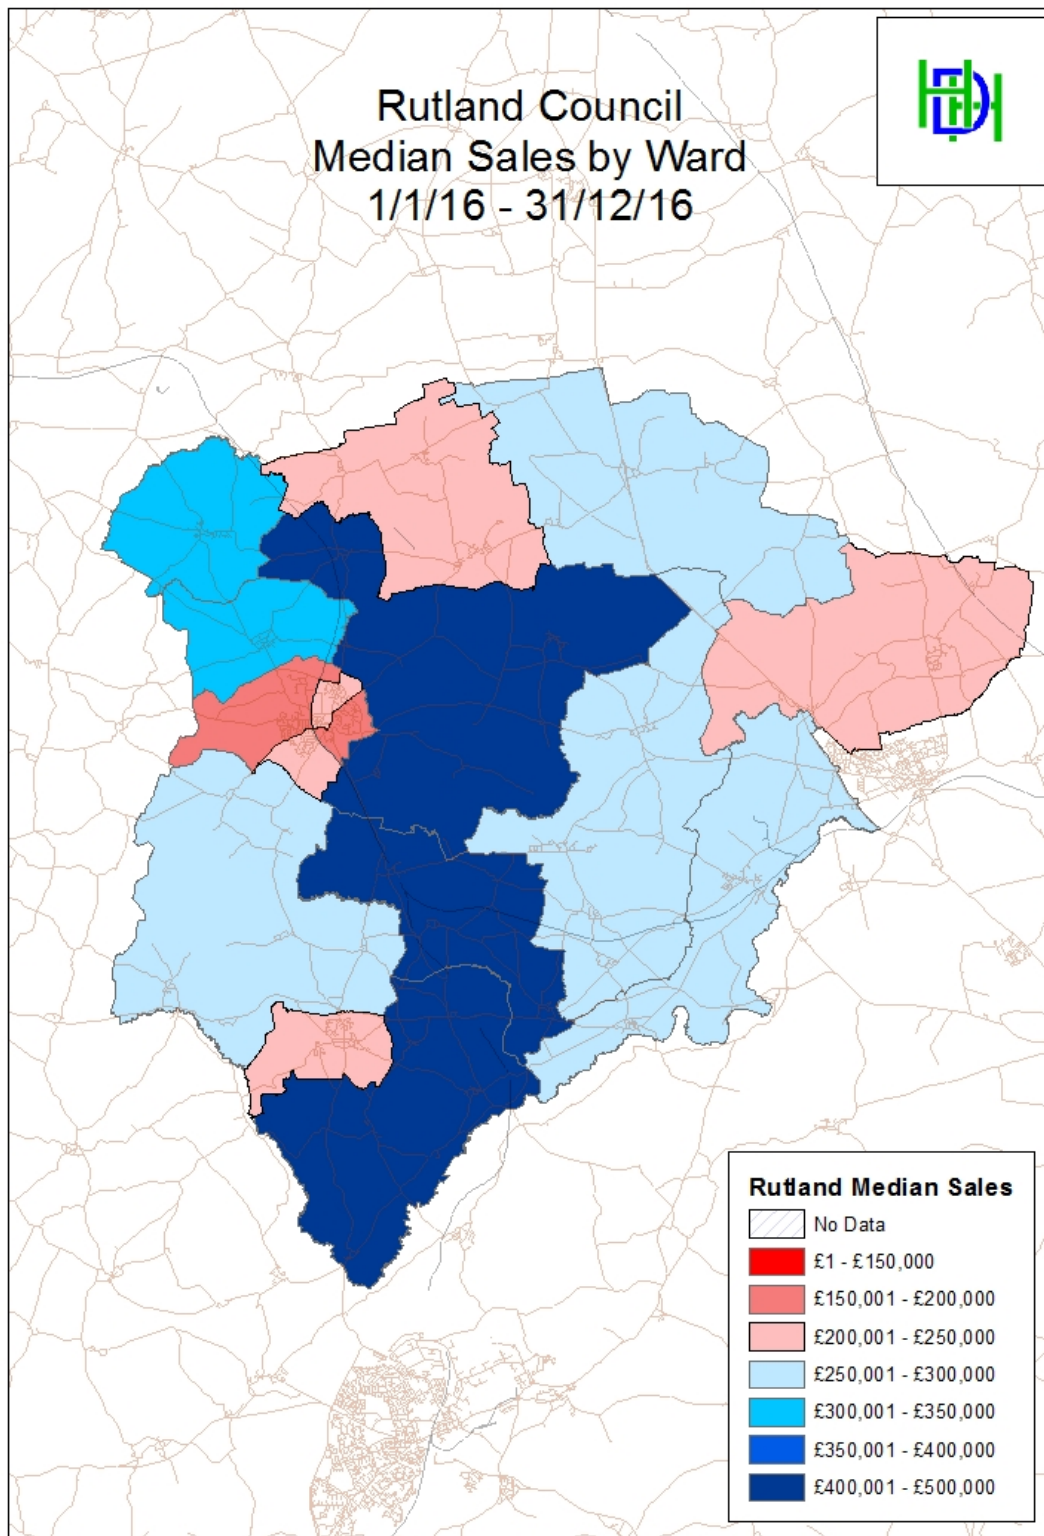 Rutland Council
Median Sales by Ward
1/1/16 - 31/12/16
HDH
Rutland Median Sales
No Data
£1 - £150,000
£150,001 - £200,000
£200,001 - £250,000
£250,001 - £300,000
£300,001 - £350,000
£350,001 - £400,000
£400,001 - £500,000